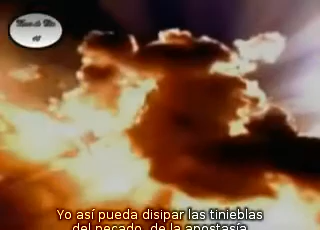 Yo así pueda disipar las tinieblas
del pecado, de la apostasía